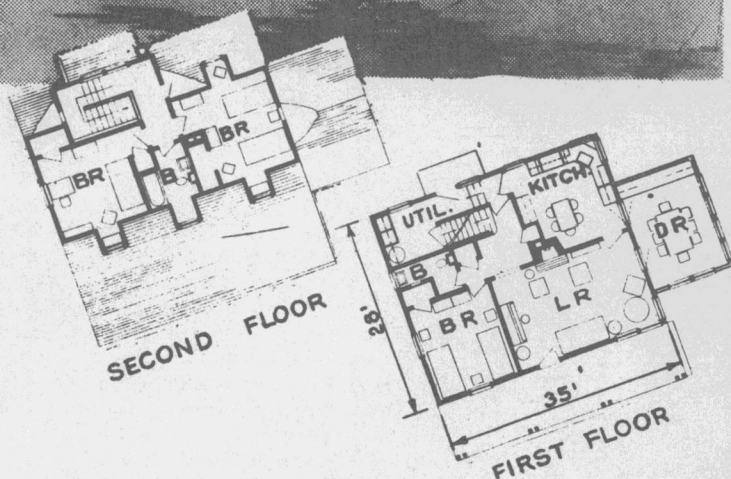 BR
B
BR
SECOND FLOOR
UTIL.
KITCH.
DR
B
BR
LR
28'
35'
FIRST FLOOR